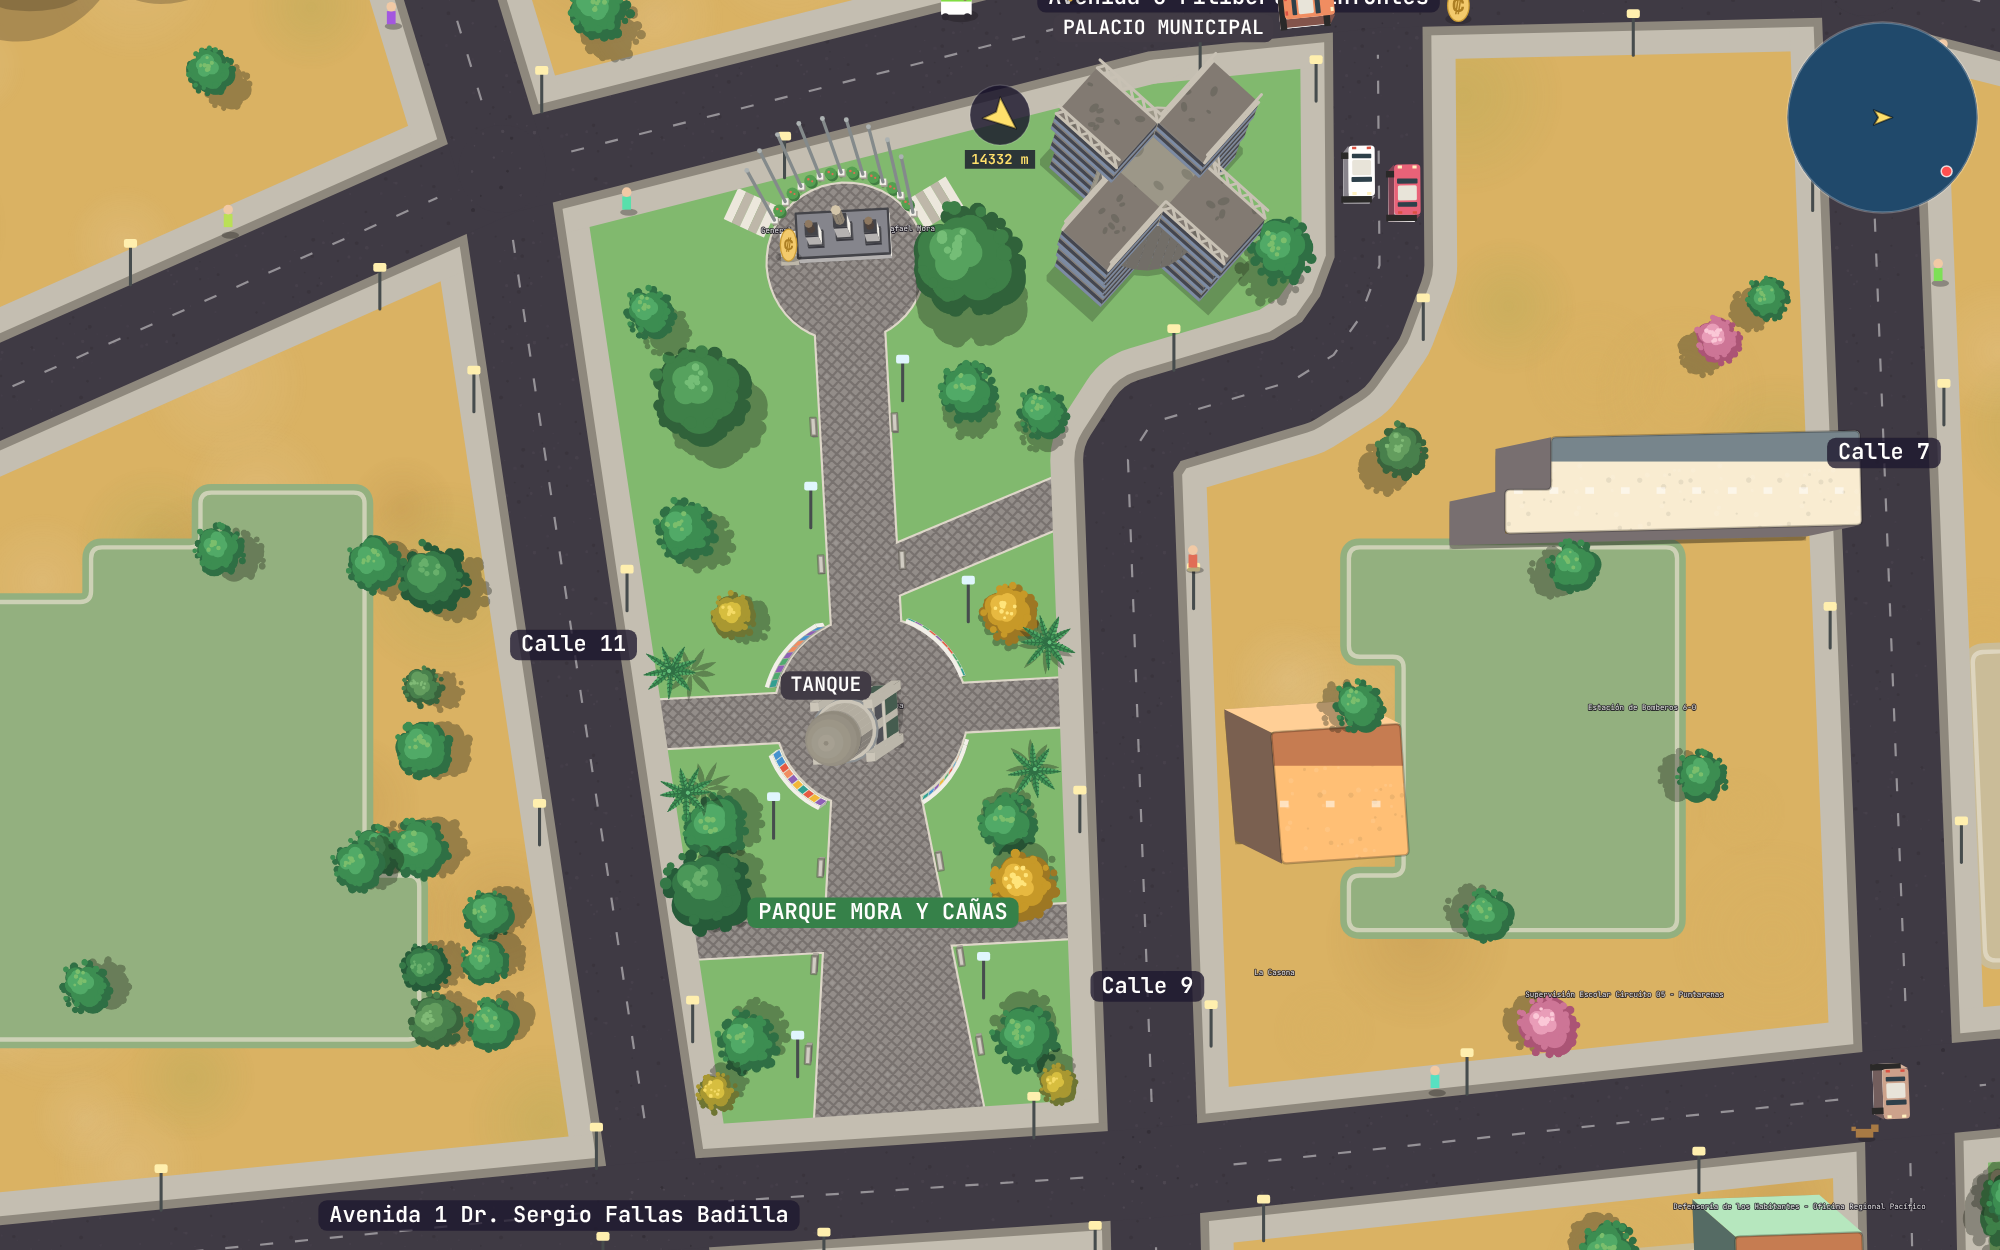 PALACIO MUNICIPAL
14332 m
afael Mora
Calle 7
Calle 11
TANQUE
Estación de Bomberos 6-0
PARQUE MORA Y CAÑAS
La Casona
Calle 9
Supervisión Escolar Circuito 05 - Puntarenas
Defensoría de los Habitantes - Oficina Regional Pacífico
Avenida 1 Dr. Sergio Fallas Badilla